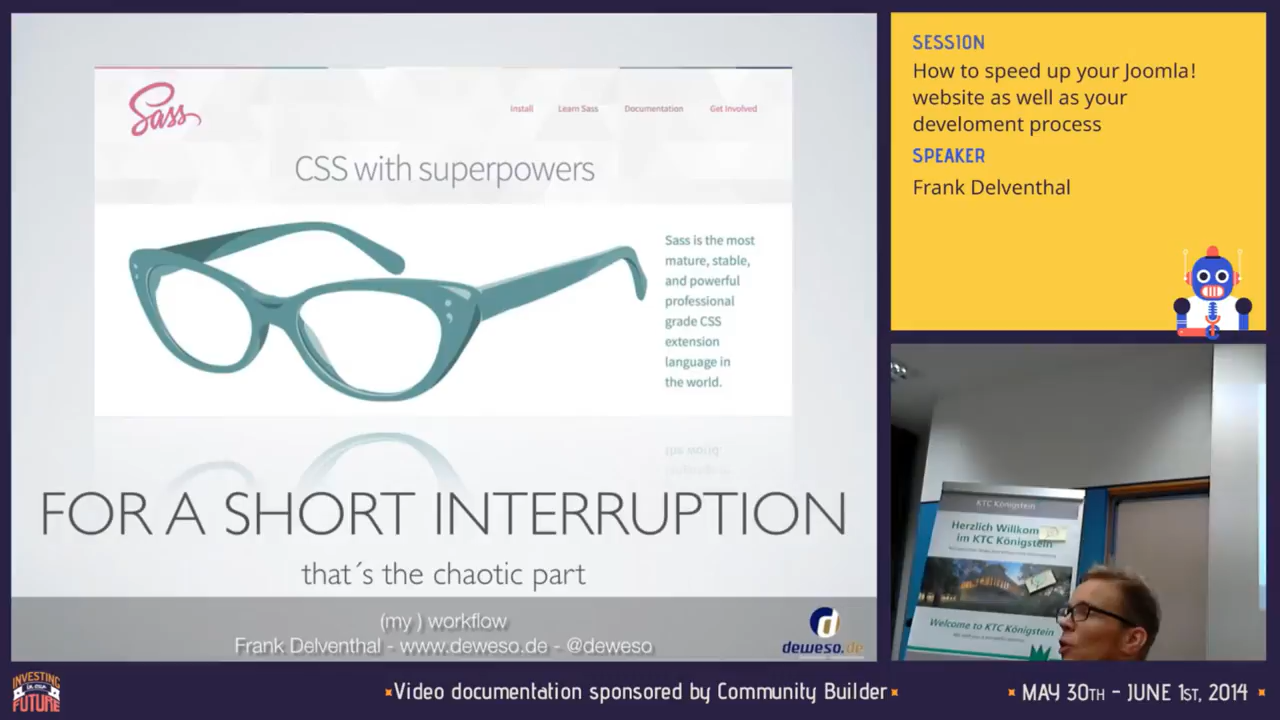 Sass
Install Learn Sass Documentation Get Involved
CSS with superpowers
Sass is the most
mature, stable,
and powerful
professional
grade CSS
extension
language in
the world.
FOR A SHORT INTERRUPTION
that´s the chaotic part
(my ) workflow
Frank Delventhal - www.deweso.de - @deweso
d
deweso.de
SESSION
How to speed up your Joomla!
website as well as your
develoment process
SPEAKER
Frank Delventhal
KTC Königstein
Herzlich Willkom
im KTC Königstein
Welcome to KTC Königstein
INVESTING
IN OUR
FUTURE
Video documentation sponsored by Community Builder
MAY 30TH - JUNE 1ST, 2014